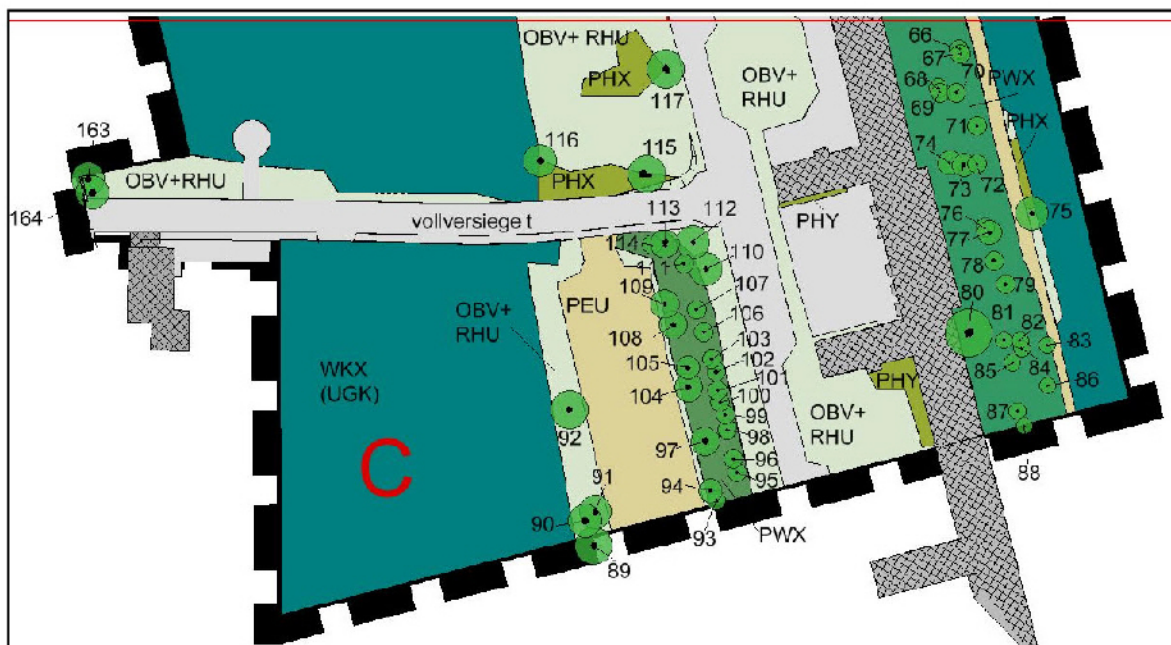 OBV+ RHU
PHX
117
OBV+
RHU
66
67
70
68
PWX
69
PHX
71
163
116
115
74
OBV+RHU
PHX
73
72
164
vollversiege t
113
112
PHY
76
75
114
77
110
111
78
109
107
79
PEU
80
81
OBV+
RHU
106
82
108
103
83
102
85
84
WKX
(UGK)
105
101
PHY
86
104
100
99
87
92
98
OBV+
RHU
97
C
96
88
91
94
95
90
93
PWX
89